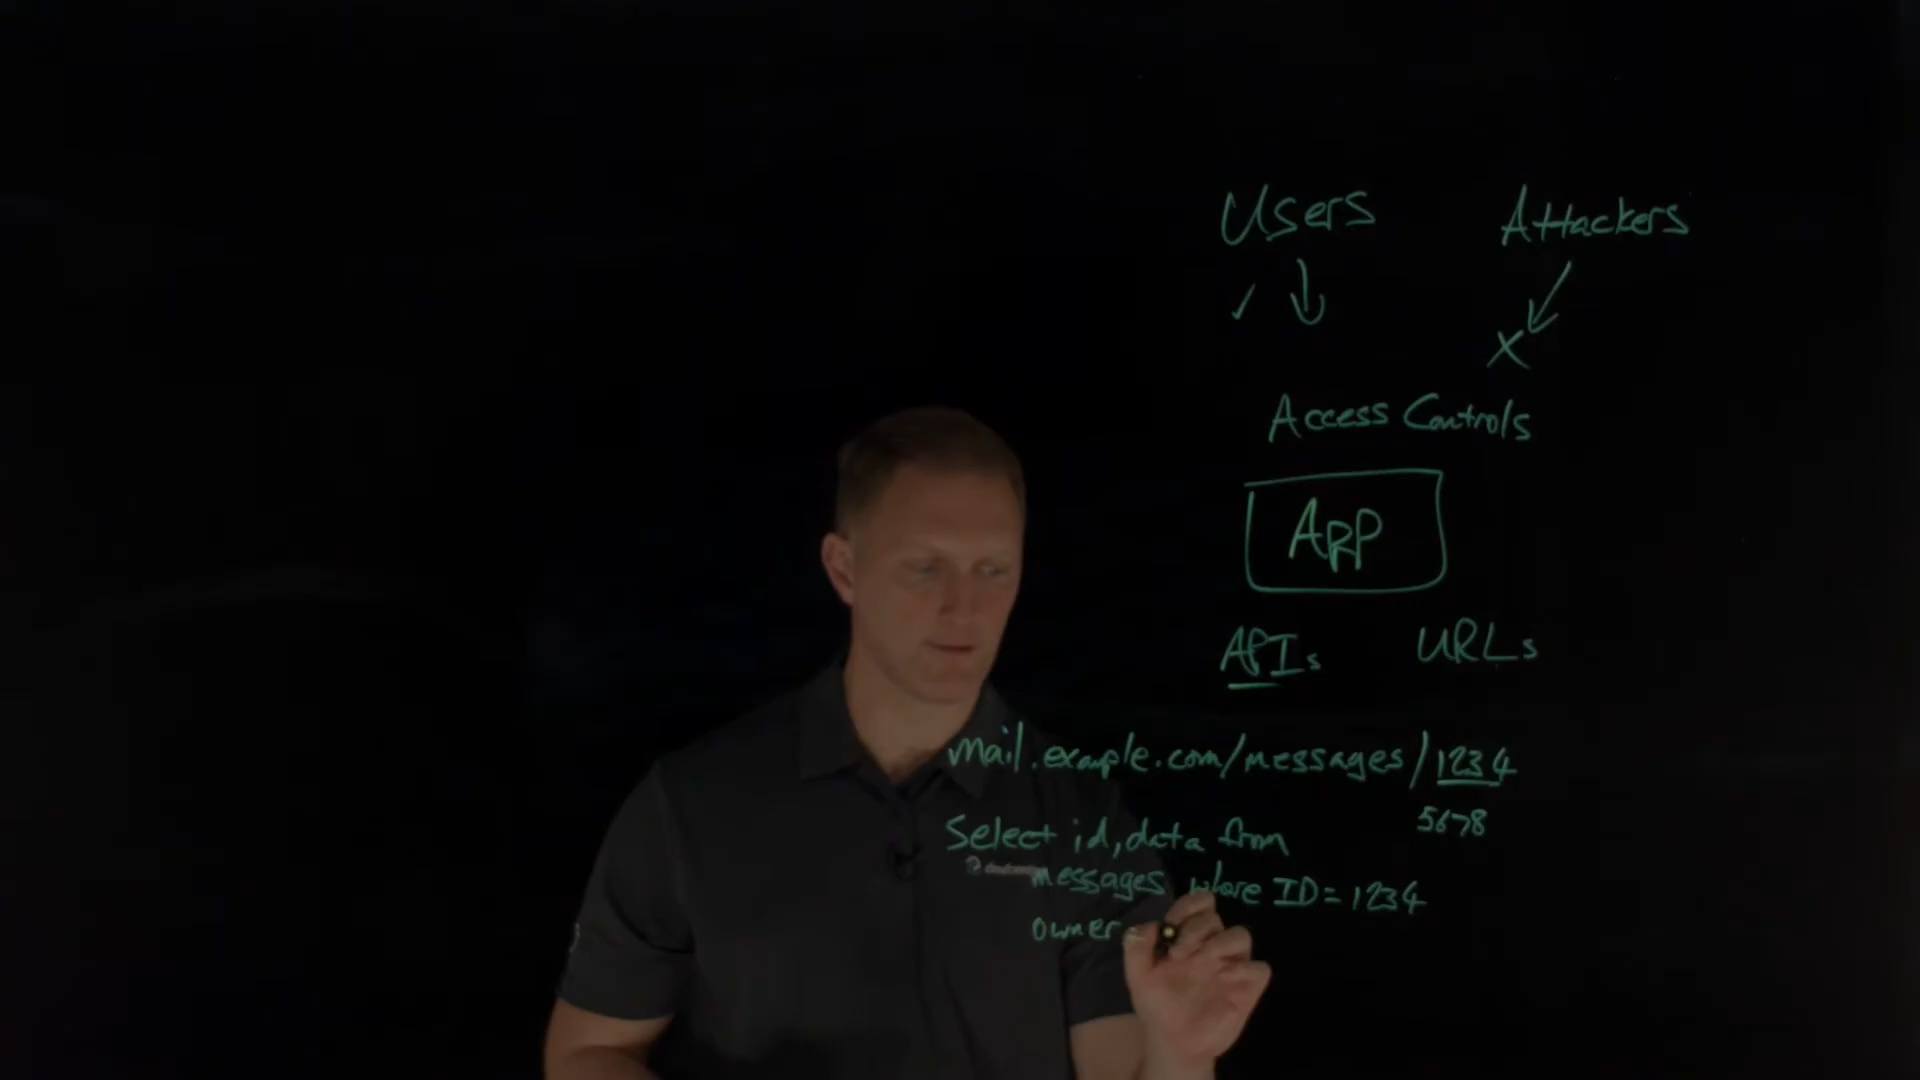 Users Attackers
✓ X
Access Controls
APP
APIs URLs
mail.example.com/messages/1234
5678
Select id, data from
messages where ID = 1234
owner